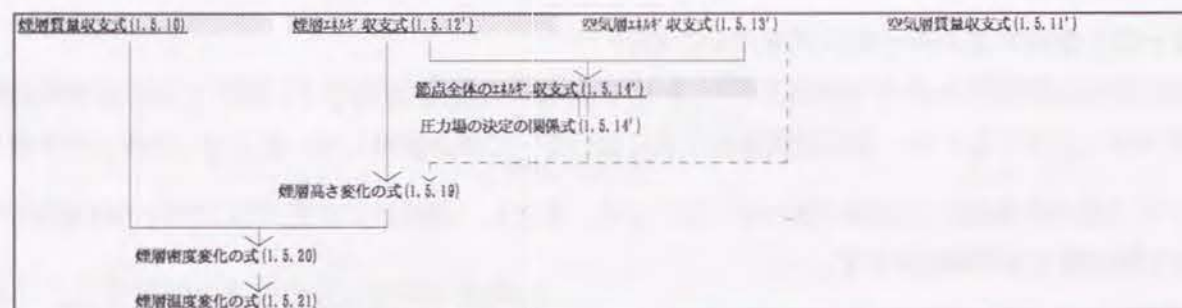 煙層質量収支式(1.5.10)
煙層ｴﾈﾙｷﾞ収支式(1.5.12')
空気層ｴﾈﾙｷﾞ収支式(1.5.13')
空気層質量収支式(1.5.11')
節点全体のｴﾈﾙｷﾞ収支式(1.5.14')
圧力場の決定の関係式(1.5.14')
煙層高さ変化の式(1.5.19)
煙層密度変化の式(1.5.20)
煙層温度変化の式(1.5.21)